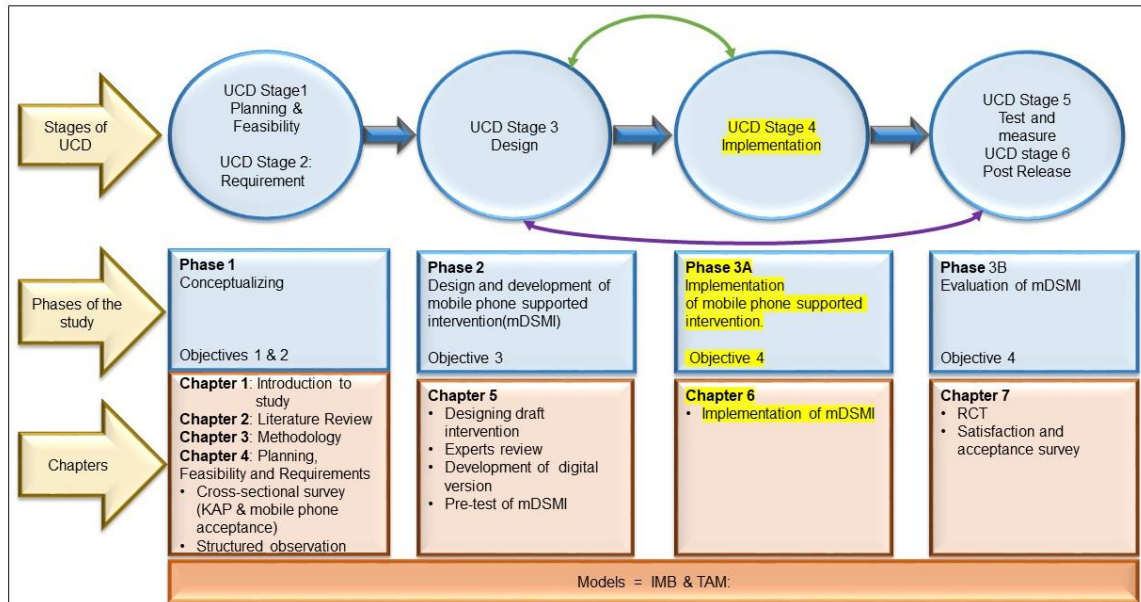 Stages of
UCD
UCD Stage1
Planning &
Feasibility
UCD Stage 2:
Requirement
UCD Stage 3
Design
UCD Stage 4
Implementation
UCD Stage 5
Test and
measure
UCD stage 6
Post Release
Phases of the
study
Phase 1
Conceptualizing
Objectives 1 & 2
Phase 2
Design and development of
mobile phone supported
intervention(mDSMI)
Objective 3
Phase 3A
Implementation
of mobile phone supported
intervention.
Objective 4
Phase 3B
Evaluation of mDSMI
Objective 4
Chapters
Chapter 1: Introduction to
study
Chapter 2: Literature Review
Chapter 3: Methodology
Chapter 4: Planning,
Feasibility and Requirements
• Cross-sectional survey
(KAP & mobile phone
acceptance)
• Structured observation
Chapter 5
• Designing draft
intervention
• Experts review
• Development of digital
version
• Pre-test of mDSMI
Chapter 6
• Implementation of mDSMI
Chapter 7
• RCT
• Satisfaction and
acceptance survey
Models = IMB & TAM: